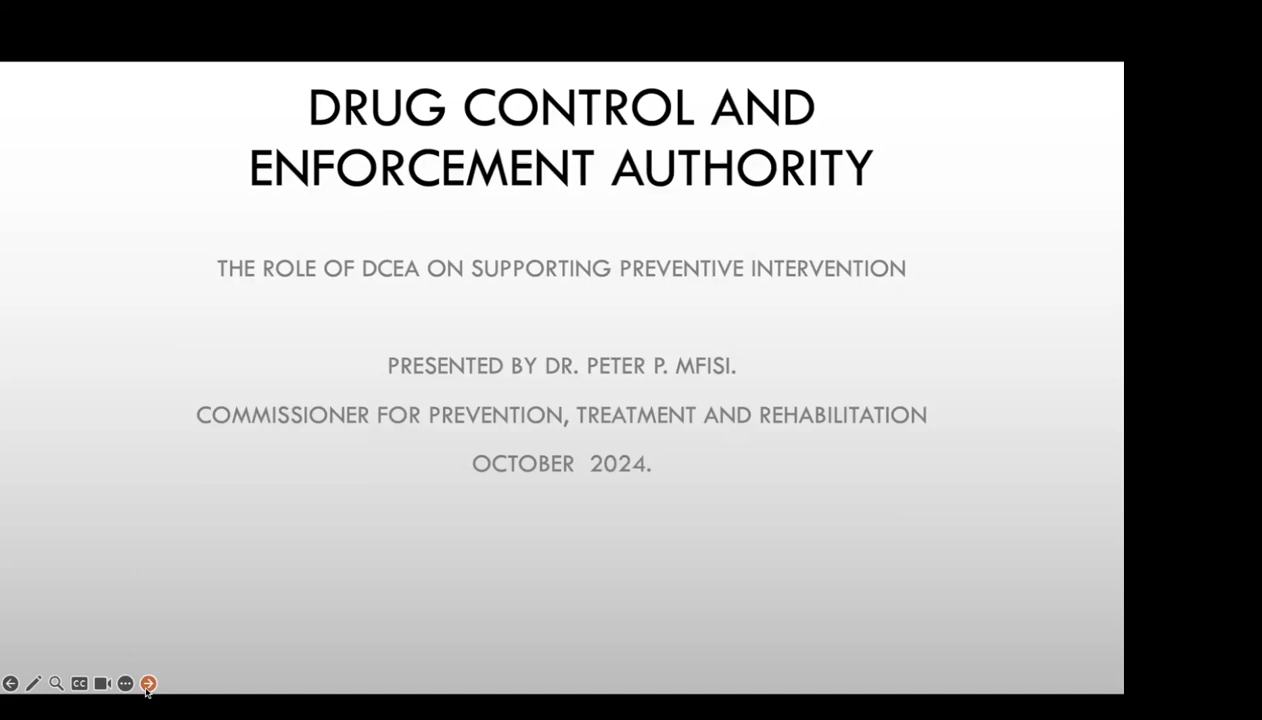 DRUG CONTROL AND
ENFORCEMENT AUTHORITY
THE ROLE OF DCEA ON SUPPORTING PREVENTIVE INTERVENTION
PRESENTED BY DR. PETER P. MFISI.
COMMISSIONER FOR PREVENTION, TREATMENT AND REHABILITATION
OCTOBER 2024.
CC